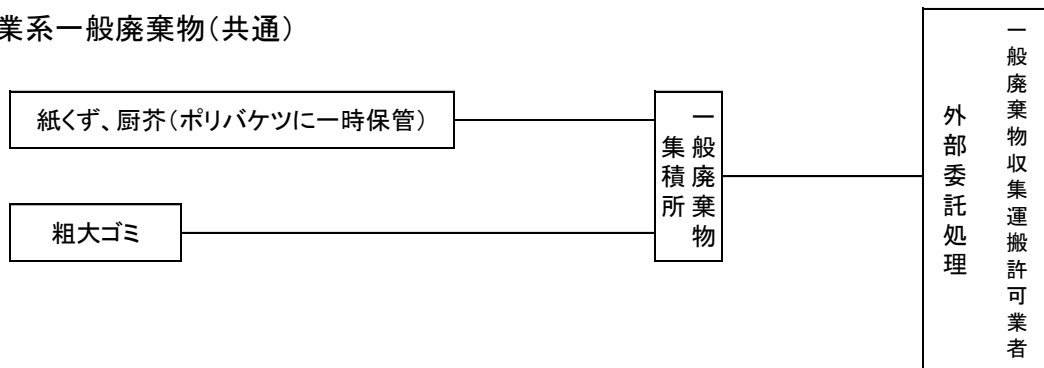 業系一般廃棄物(共通)
紙くず、厨芥(ポリバケツに一時保管)
粗大ゴミ
一般廃棄物
集積所
一般廃棄物収集運搬許可業者
外部委託処理